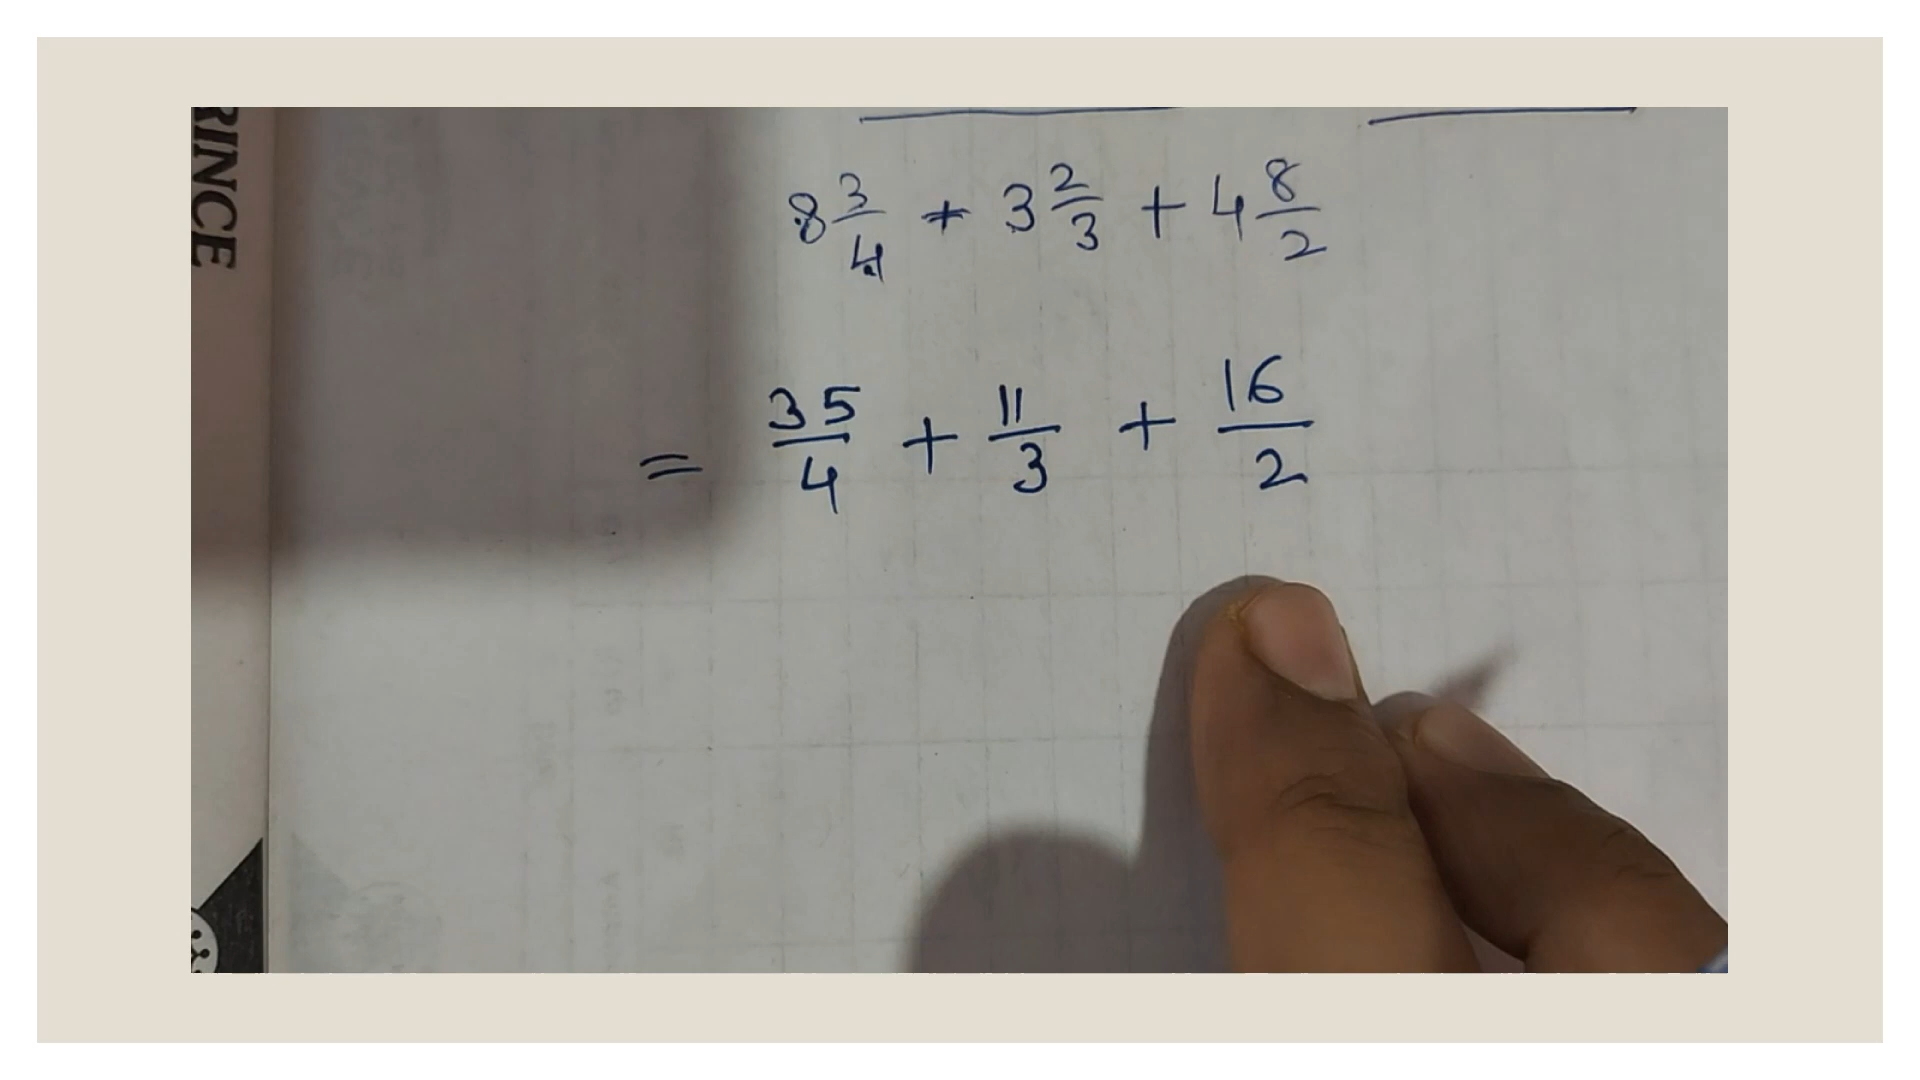 RINCE
8 3/4 + 3 2/3 + 4 8/2
= 35/4 + 11/3 + 16/2